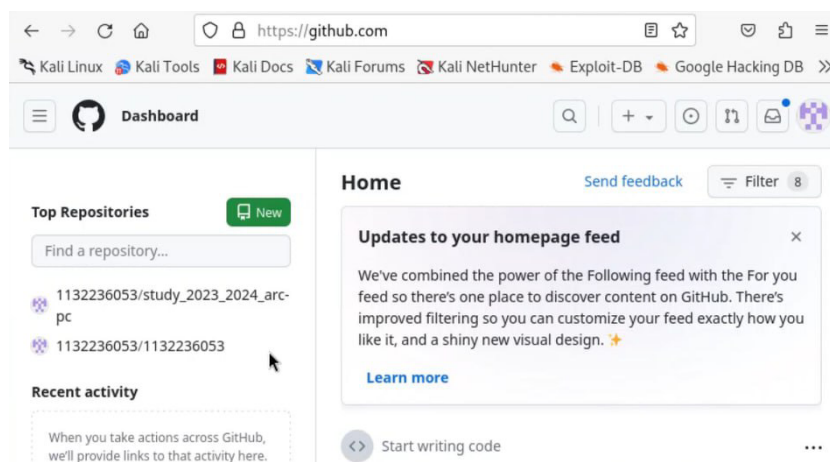 https://github.com
Kali Linux Kali Tools Kali Docs Kali Forums Kali NetHunter Exploit-DB Google Hacking DB
Dashboard
Home Send feedback Filter 8
Top Repositories New
Find a repository...
1132236053/study_2023_2024_arc-
pc
1132236053/1132236053
Recent activity
When you take actions across GitHub,
we'll provide links to that activity here.
Updates to your homepage feed
We've combined the power of the Following feed with the For you
feed so there's one place to discover content on GitHub. There's
improved filtering so you can customize your feed exactly how you
like it, and a shiny new visual design. ✨
Learn more
Start writing code